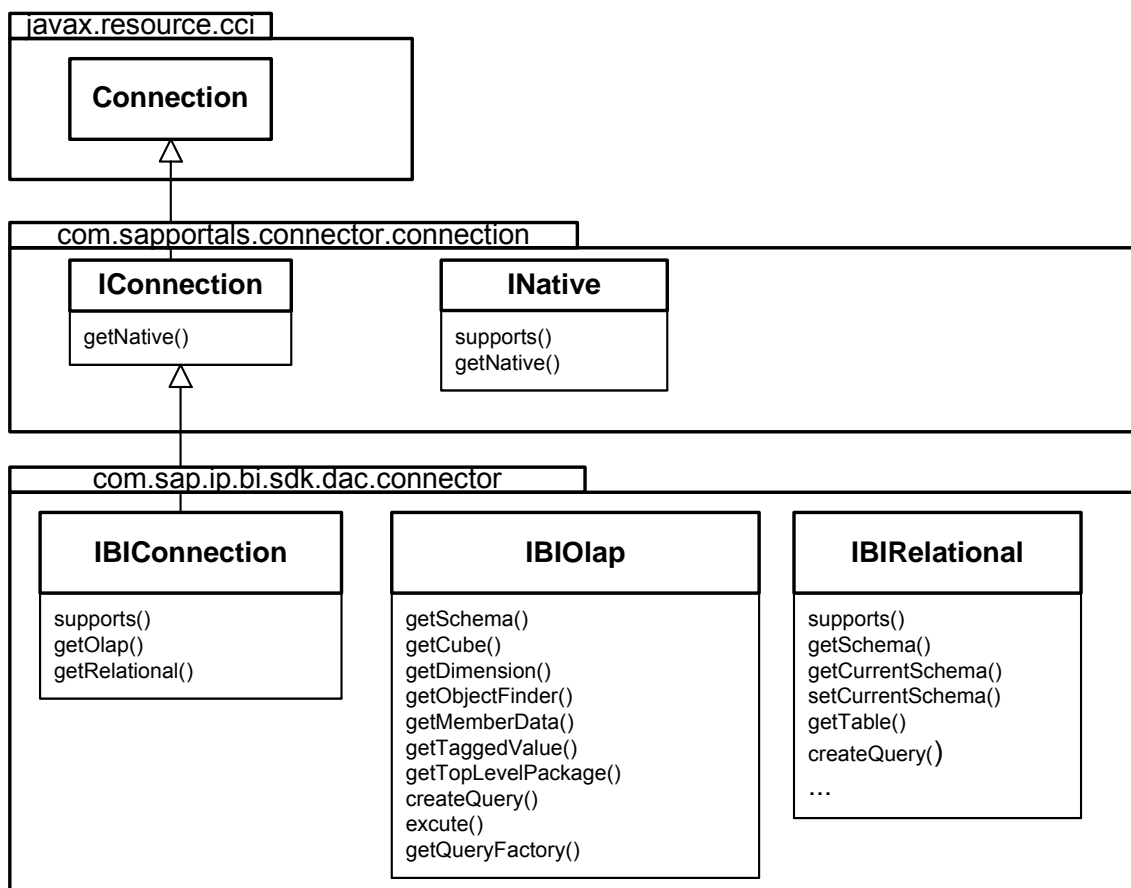 javax.resource.cci
Connection
com.sapportals.connector.connection
IConnection
getNative()
INative
supports()
getNative()
com.sap.ip.bi.sdk.dac.connector
IBIConnection
supports()
getOlap()
getRelational()
IBIOlap
getSchema()
getCube()
getDimension()
getObjectFinder()
getMemberData()
getTaggedValue()
getTopLevelPackage()
createQuery()
excute()
getQueryFactory()
IBIRelational
supports()
getSchema()
getCurrentSchema()
setCurrentSchema()
getTable()
createQuery()
...